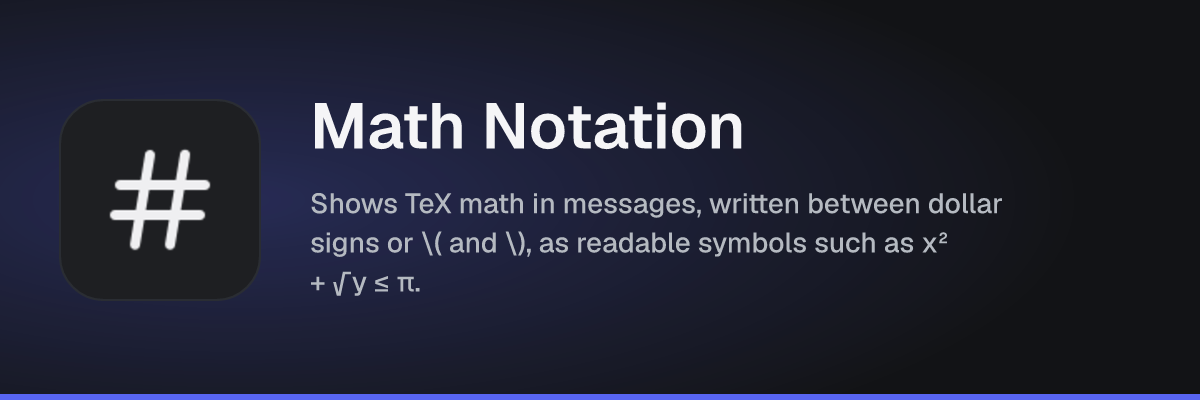 Math Notation
Shows TeX math in messages, written between dollar
signs or \( and \), as readable symbols such as x²
+ √y ≤ π.